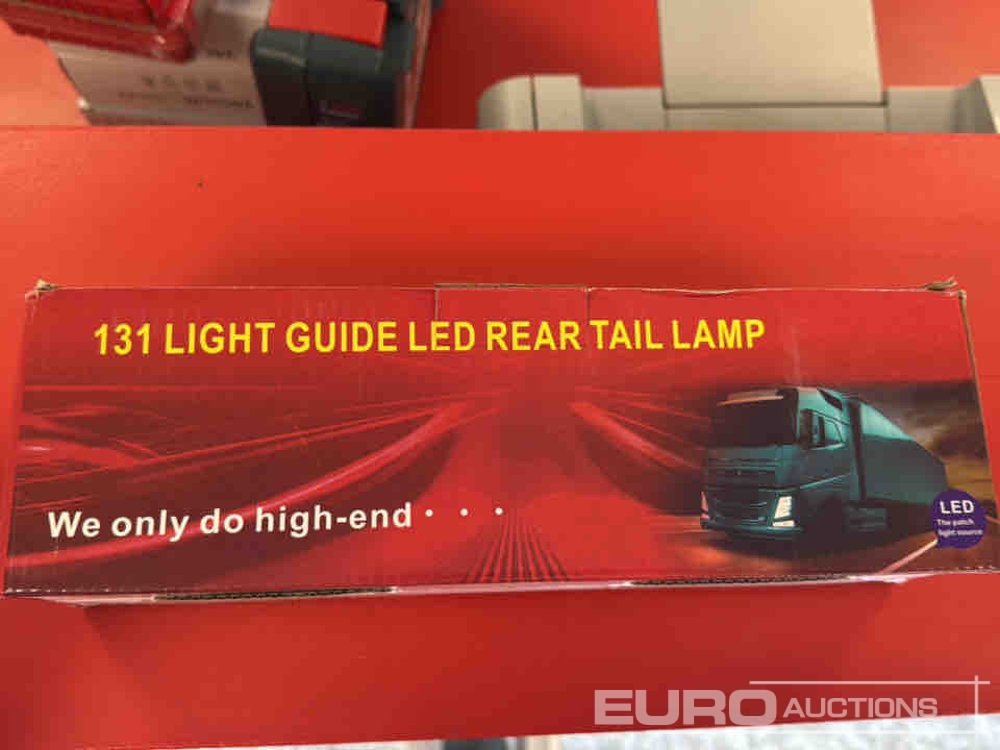 131 LIGHT GUIDE LED REAR TAIL LAMP
We only do high-end · · ·
LED
The patch
light source
EURO AUCTIONS